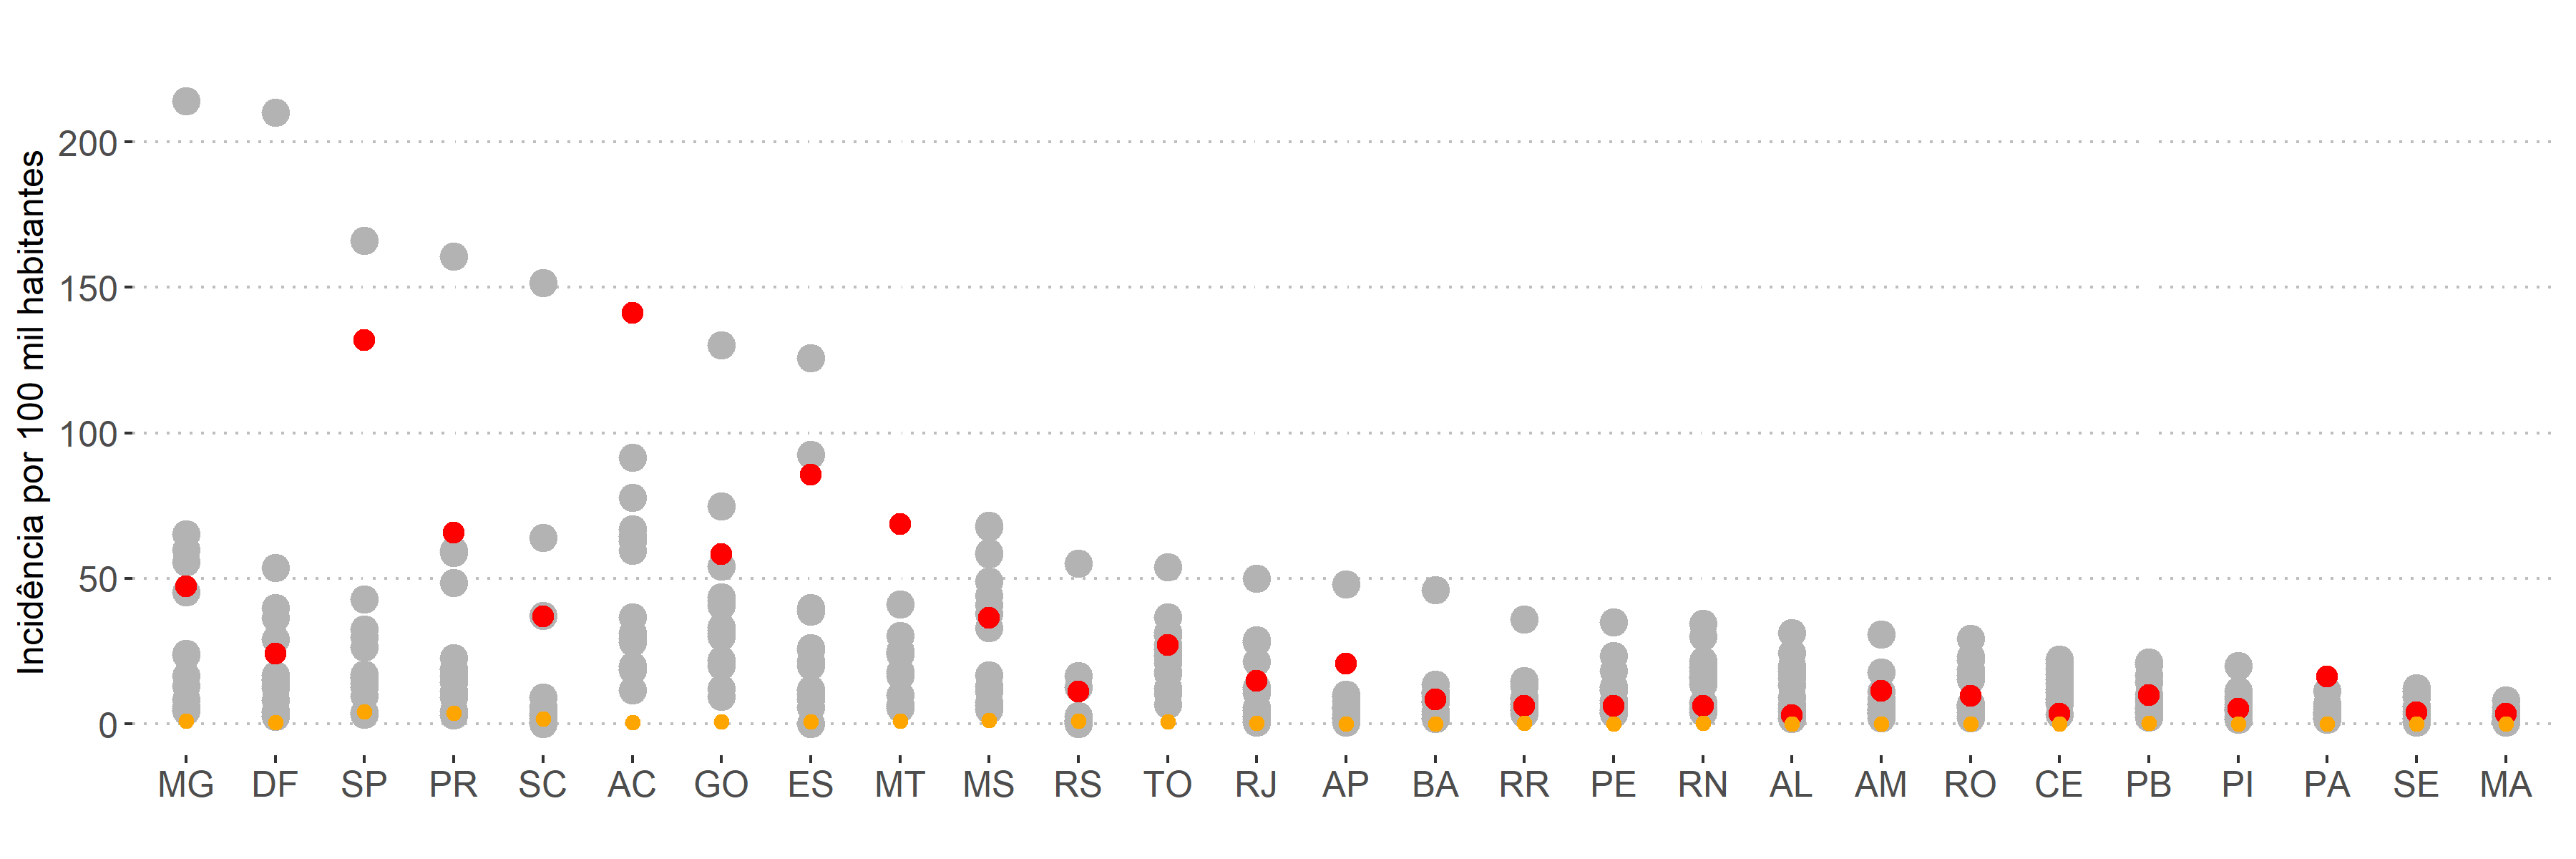 Incidência por 100 mil habitantes
200
150
100
50
0
MG DF SP PR SC AC GO ES MT MS RS TO RJ AP BA RR PE RN AL AM RO CE PB PI PA SE MA